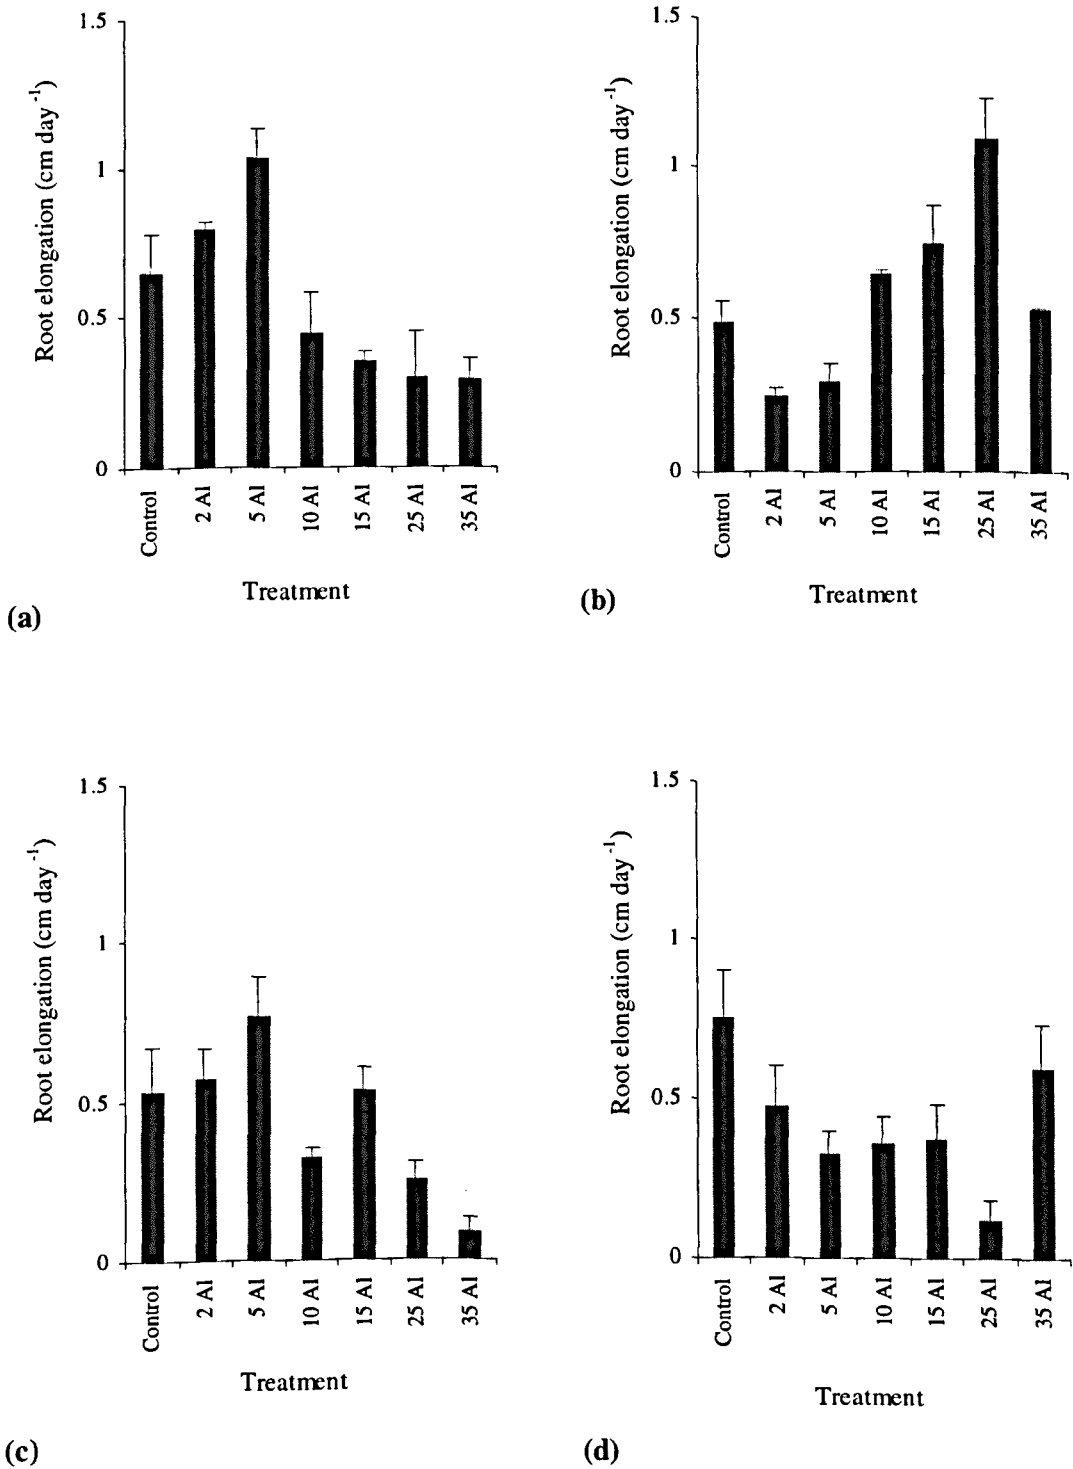 1.5
1
0.5
0
Root elongation (cm day -1)
Control
2 Al
5 Al
10 Al
15 Al
25 Al
35 Al
Treatment
(a)
1.5
1
0.5
0
Root elongation (cm day -1)
Control
2 Al
5 Al
10 Al
15 Al
25 Al
35 Al
Treatment
(b)
1.5
1
0.5
0
Root elongation (cm day -1)
Control
2 Al
5 Al
10 Al
15 Al
25 Al
35 Al
Treatment
(c)
1.5
1
0.5
0
Root elongation (cm day -1)
Control
2 Al
5 Al
10 Al
15 Al
25 Al
35 Al
Treatment
(d)